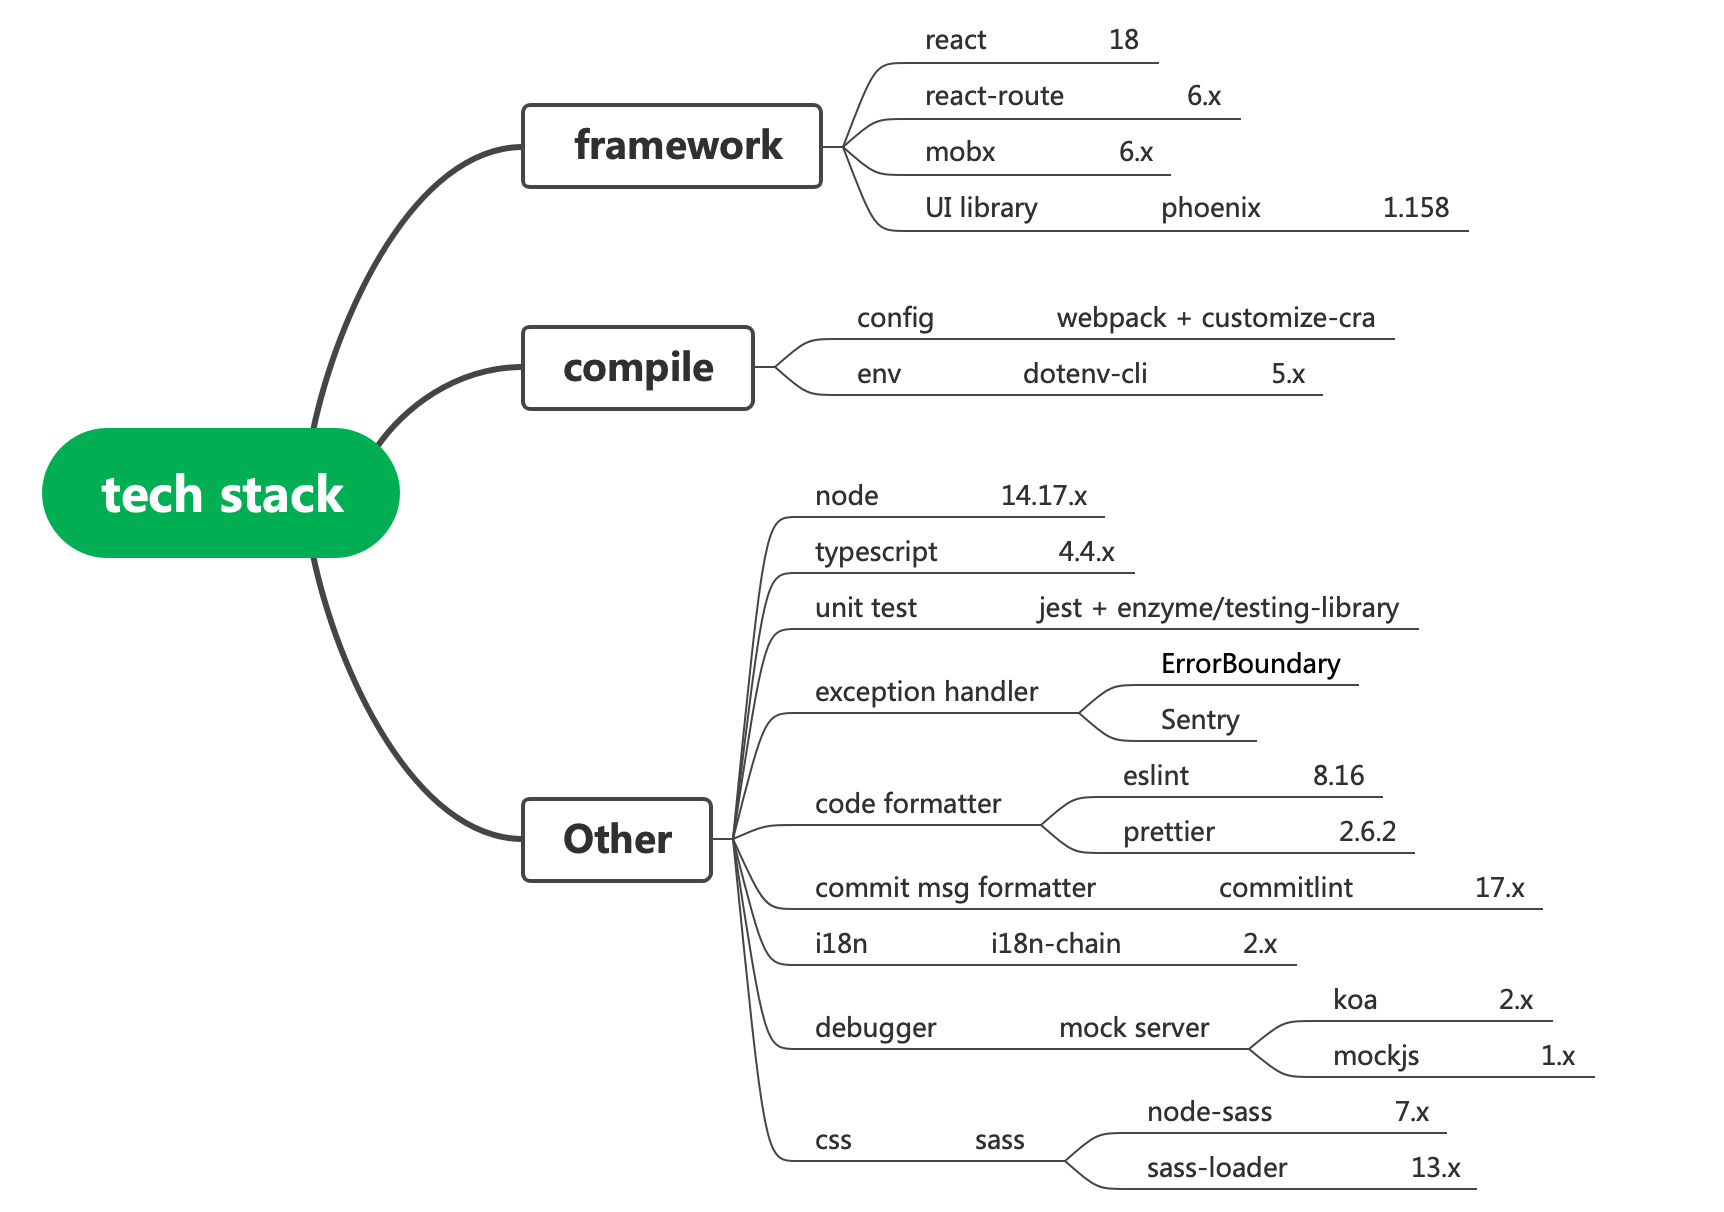 tech stack
framework
react 18
react-route 6.x
mobx 6.x
UI library phoenix 1.158
compile
config webpack + customize-cra
env dotenv-cli 5.x
Other
node 14.17.x
typescript 4.4.x
unit test jest + enzyme/testing-library
exception handler
ErrorBoundary
Sentry
code formatter
eslint 8.16
prettier 2.6.2
commit msg formatter commitlint 17.x
i18n i18n-chain 2.x
debugger mock server
koa 2.x
mockjs 1.x
css sass
node-sass 7.x
sass-loader 13.x